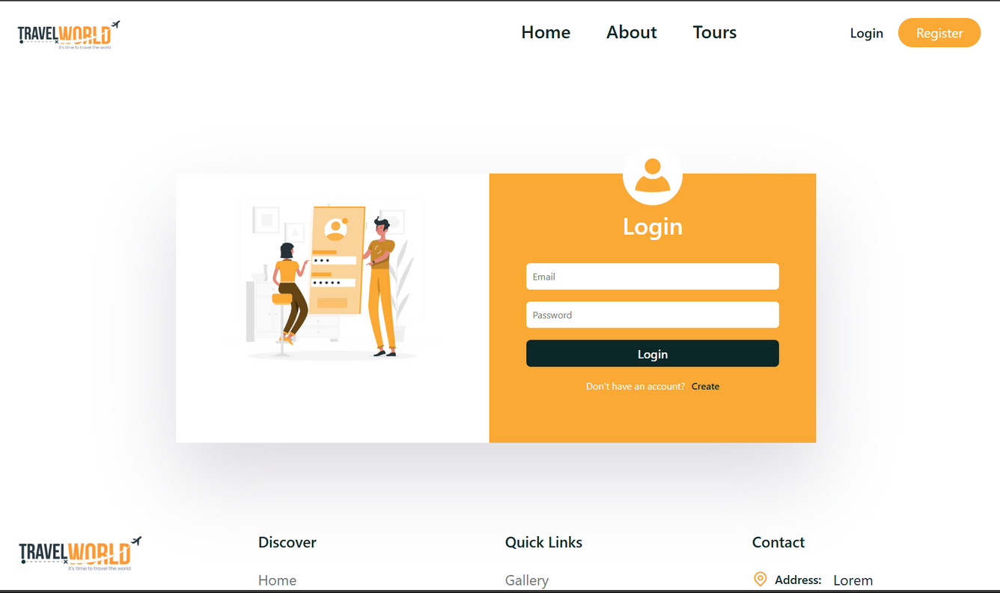 TRAVELWORLD
it's time to travel the world
Home About Tours
Login Register
Login
Email
Password
Login
Don't have an account? Create
TRAVELWORLD
it's time to travel the world
Discover
Home
Quick Links
Gallery
Contact
Address: Lorem